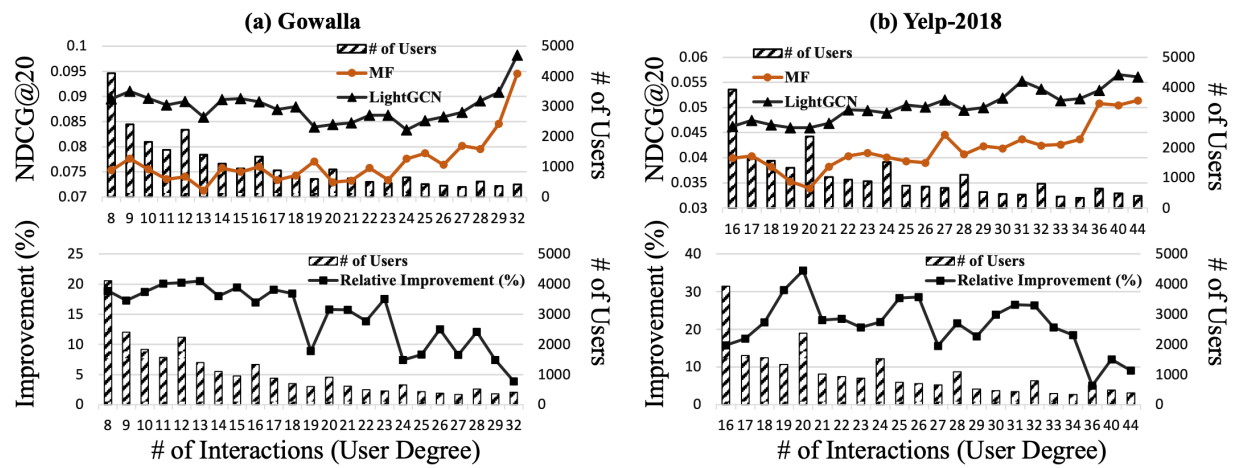 (a) Gowalla
NDCG@20
0.1
0.095
0.09
0.085
0.08
0.075
0.07
# of Users
MF
LightGCN
5000
4000
3000
2000
1000
0
# of Users
8 9 10 11 12 13 14 15 16 17 18 19 20 21 22 23 24 25 26 27 28 29 32
Improvement (%)
25
20
15
10
5
0
# of Users
Relative Improvement (%)
5000
4000
3000
2000
1000
0
# of Users
8 9 10 11 12 13 14 15 16 17 18 19 20 21 22 23 24 25 26 27 28 29 32
# of Interactions (User Degree)
(b) Yelp-2018
NDCG@20
0.06
0.055
0.05
0.045
0.04
0.035
0.03
# of Users
MF
LightGCN
5000
4000
3000
2000
1000
0
# of Users
16 17 18 19 20 21 22 23 24 25 26 27 28 29 30 31 32 33 34 36 40 44
Improvement (%)
40
30
20
10
0
# of Users
Relative Improvement (%)
5000
4000
3000
2000
1000
0
# of Users
16 17 18 19 20 21 22 23 24 25 26 27 28 29 30 31 32 33 34 36 40 44
# of Interactions (User Degree)